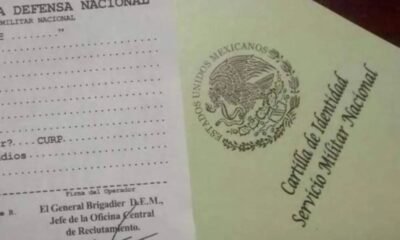 A DEFENSA NACIONAL
MILITAR NACIONAL
E ........"
r?....CURP.
dios
Firma del Operador
e R.
El General Brigadier D.E.M.,
Jefe de la Oficina Central
de Reclutamiento.
ESTADOS UNIDOS MEXICANOS
Cartilla de Identidad
Servicio Militar Nacional